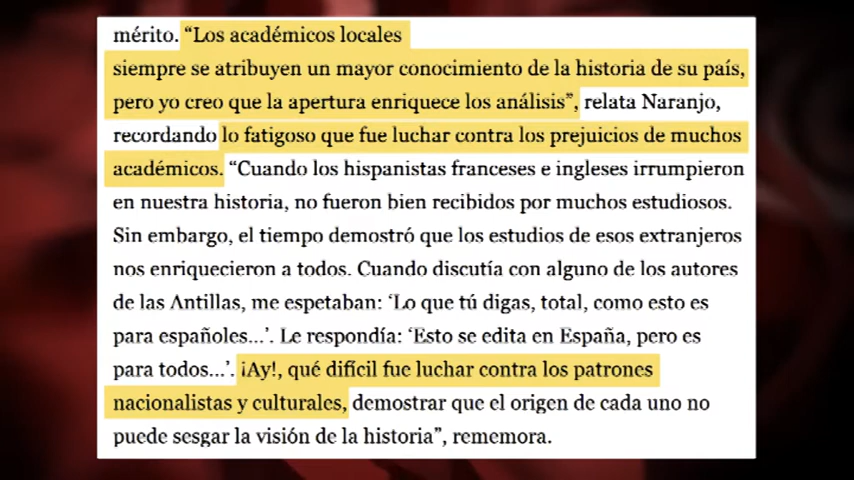 mérito. “Los académicos locales
siempre se atribuyen un mayor conocimiento de la historia de su país,
pero yo creo que la apertura enriquece los análisis”, relata Naranjo,
recordando lo fatigoso que fue luchar contra los prejuicios de muchos
académicos. “Cuando los hispanistas franceses e ingleses irrumpieron
en nuestra historia, no fueron bien recibidos por muchos estudiosos.
Sin embargo, el tiempo demostró que los estudios de esos extranjeros
nos enriquecieron a todos. Cuando discutía con alguno de los autores
de las Antillas, me espetaban: ‘Lo que tú digas, total, como esto es
para españoles...’. Le respondía: ‘Esto se edita en España, pero es
para todos...’. ¡Ay!, qué difícil fue luchar contra los patrones
nacionalistas y culturales, demostrar que el origen de cada uno no
puede sesgar la visión de la historia”, rememora.